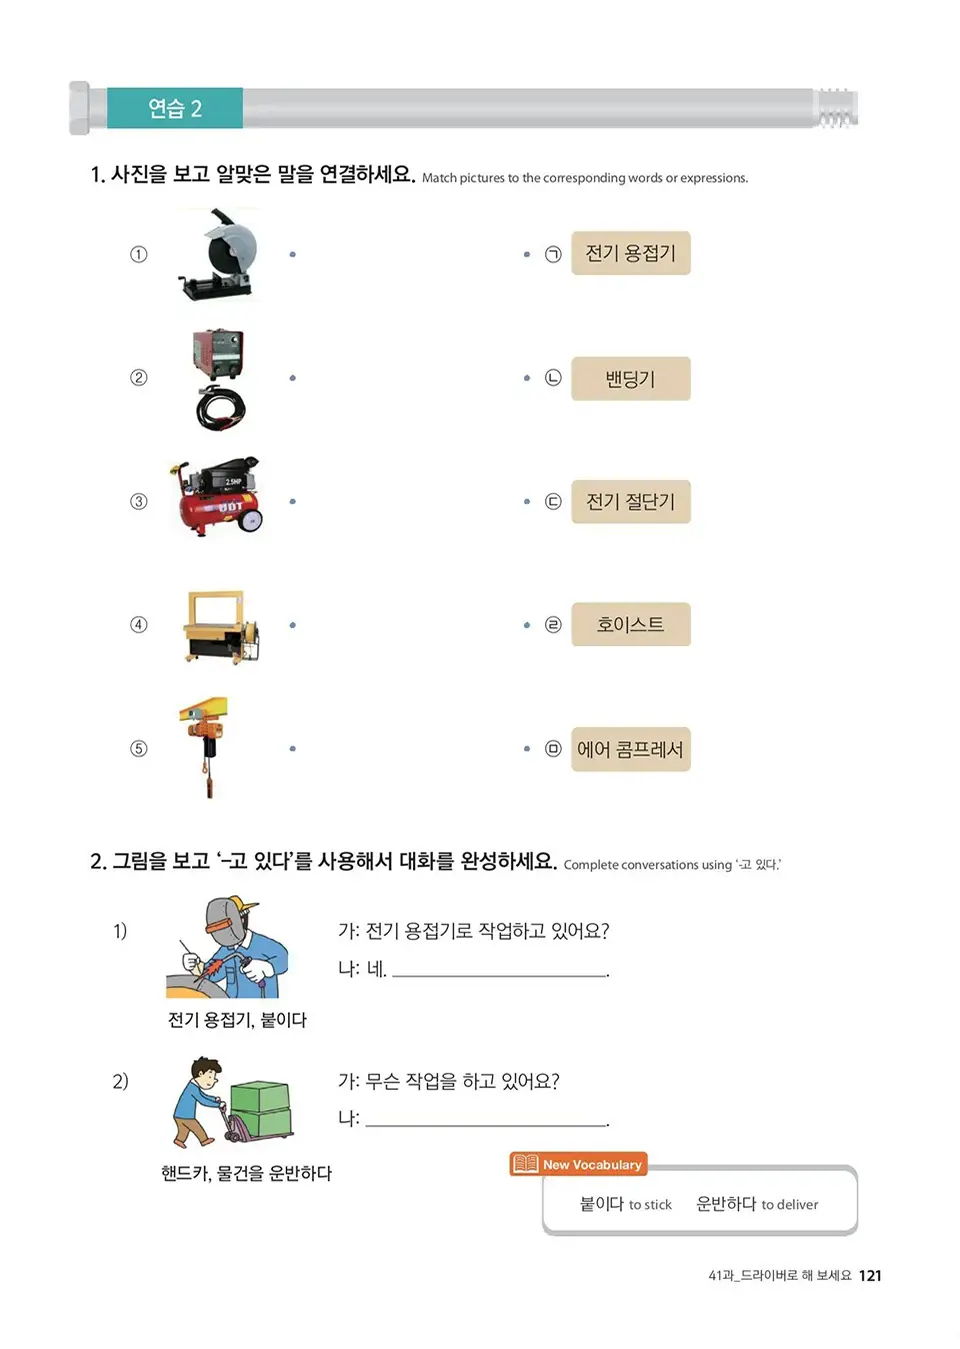 연습 2
1. 사진을 보고 알맞은 말을 연결하세요. Match pictures to the corresponding words or expressions.
① ㉠ 전기 용접기
② ㉡ 밴딩기
③ 2.5HP UDT ㉢ 전기 절단기
④ ㉣ 호이스트
⑤ ㉤ 에어 콤프레서
2. 그림을 보고 ‘-고 있다’를 사용해서 대화를 완성하세요. Complete conversations using ‘-고 있다.’
1) 가: 전기 용접기로 작업하고 있어요?
나: 네. ______________________.
전기 용접기, 붙이다
2) 가: 무슨 작업을 하고 있어요?
나: ______________________.
핸드카, 물건을 운반하다
New Vocabulary
붙이다 to stick 운반하다 to deliver
41과_드라이버로 해 보세요 121